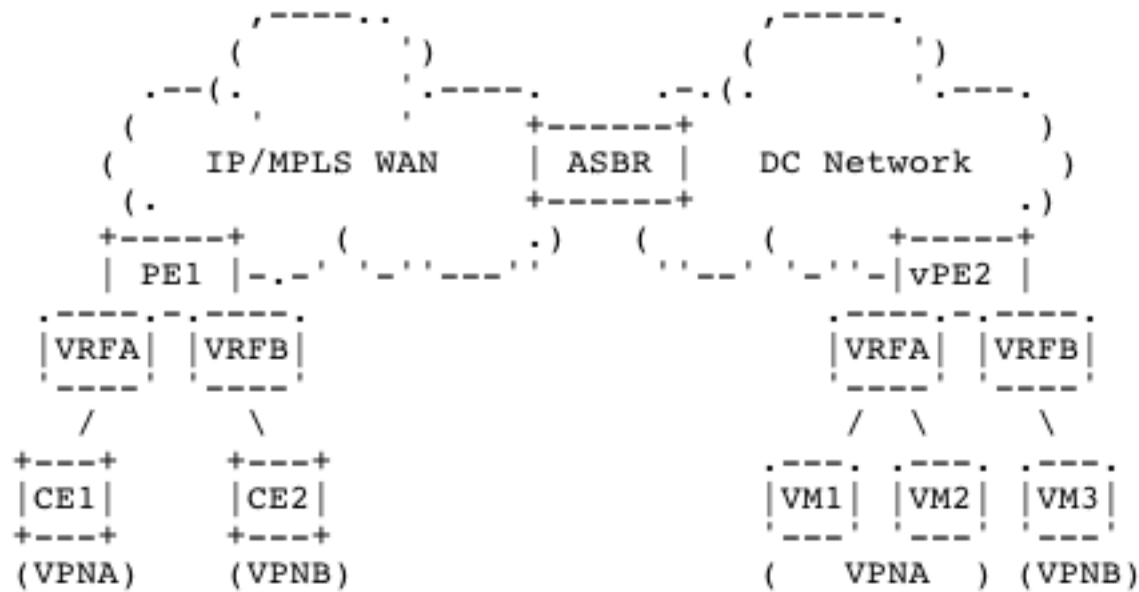 IP/MPLS WAN ASBR DC Network
PE1 vPE2
VRFA VRFB VRFA VRFB
CE1 CE2 VM1 VM2 VM3
(VPNA) (VPNB) ( VPNA ) (VPNB)